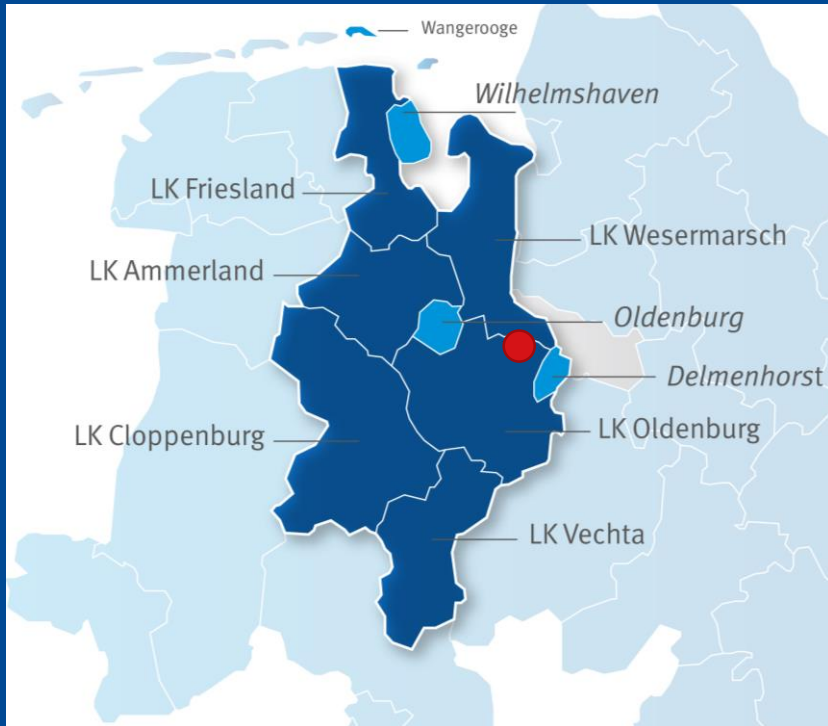 Wangerooge
Wilhelmshaven
LK Friesland
LK Wesermarsch
LK Ammerland
Oldenburg
Delmenhorst
LK Cloppenburg
LK Oldenburg
LK Vechta